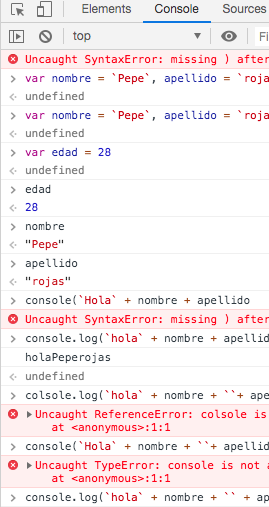 Elements Console Sources
top Fi
Uncaught SyntaxError: missing ) after
var nombre = `Pepe`, apellido = `roja
undefined
var nombre = `Pepe`, apellido = `roja
undefined
var edad = 28
undefined
edad
28
nombre
"Pepe"
apellido
"rojas"
console(`Hola` + nombre + apellido
Uncaught SyntaxError: missing ) after
console.log(`hola` + nombre + apellid
holaPeperojas
undefined
colsole.log(`hola` + nombre + ``+ apel
Uncaught ReferenceError: colsole is
at <anonymous>:1:1
console(`Hola` + nombre + ``+ apellid
Uncaught TypeError: console is not a
at <anonymous>:1:1
console.log(`hola` + nombre + `` + ap